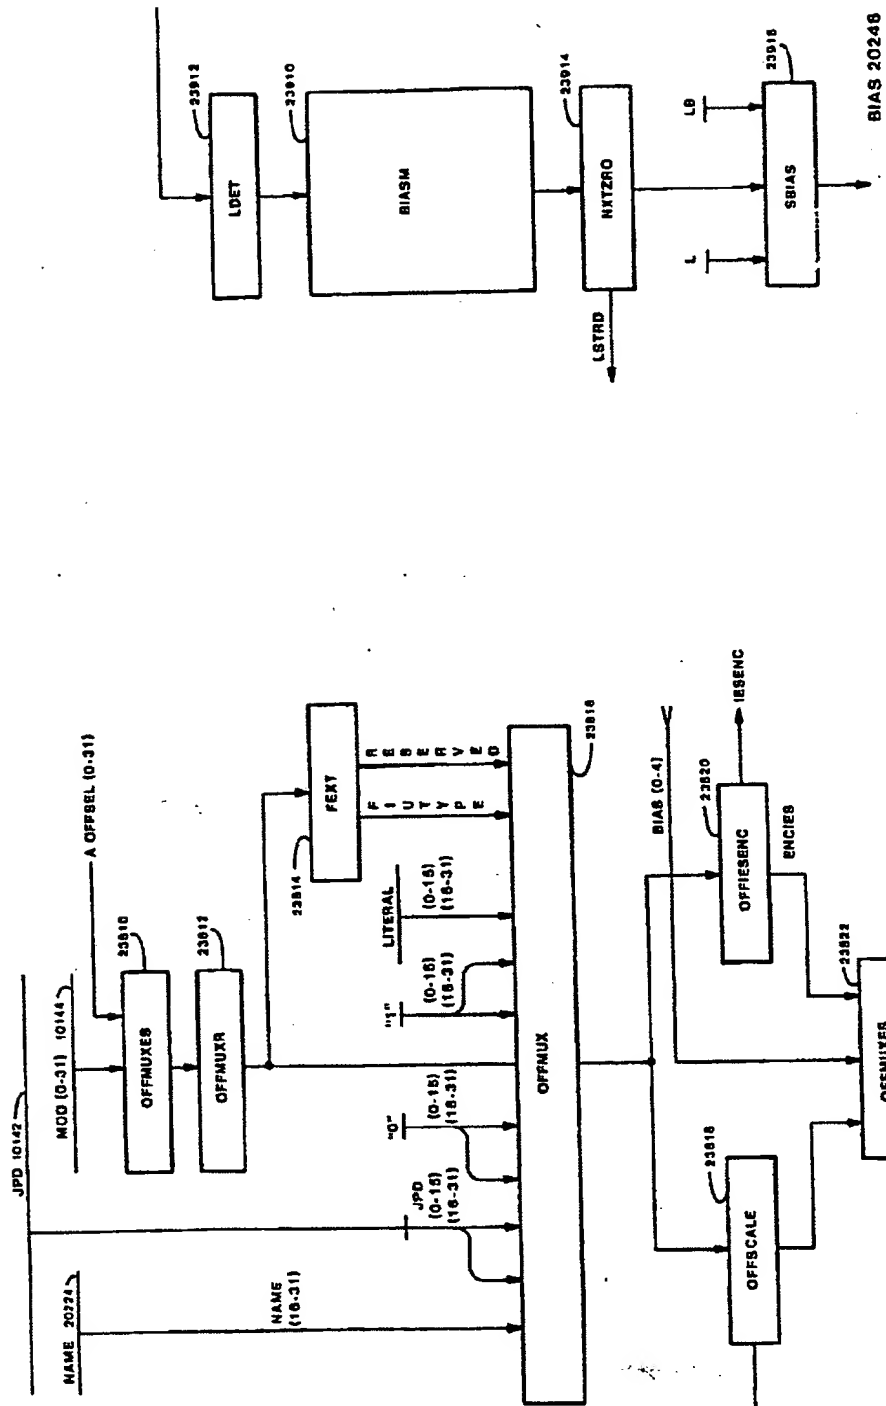 JPD 10142
NAME 20224
MOD (0-31) 10144
A OFFSEL (0-31)
OFFMUXES
23810
OFFMUXR
23812
NAME
(16-31)
JPD
(0-15)
(16-31)
"0"
(0-15)
(16-31)
"1"
(0-15)
(16-31)
LITERAL
(0-15)
(16-31)
FEXT
23814
FIU TYPE
RESERVED
OFFMUX
23816
OFFSCALE
23818
BIAS (0-4)
OFFIESENC
23820
IESENC
ENCIES
23822
LDET
23912
BIASM
23910
NXTZRO
23914
LSTRD
L
LB
SBIAS
23916
BIAS 20246